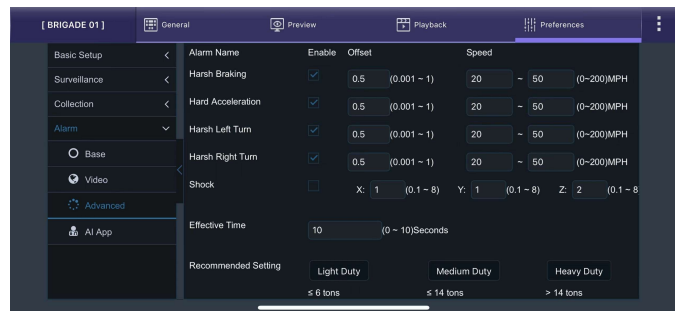 [ BRIGADE 01 ] General Preview Playback Preferences
Basic Setup
Surveillance
Collection
Alarm
Base
Video
Advanced
AI App
Alarm Name Enable Offset Speed
Harsh Braking 0.5 (0.001 ~ 1) 20 ~ 50 (0~200)MPH
Hard Acceleration 0.5 (0.001 ~ 1) 20 ~ 50 (0~200)MPH
Harsh Left Turn 0.5 (0.001 ~ 1) 20 ~ 50 (0~200)MPH
Harsh Right Turn 0.5 (0.001 ~ 1) 20 ~ 50 (0~200)MPH
Shock X: 1 (0.1 ~ 8) Y: 1 (0.1 ~ 8) Z: 2 (0.1 ~ 8
Effective Time 10 (0 ~ 10)Seconds
Recommended Setting Light Duty Medium Duty Heavy Duty
≤ 6 tons ≤ 14 tons > 14 tons